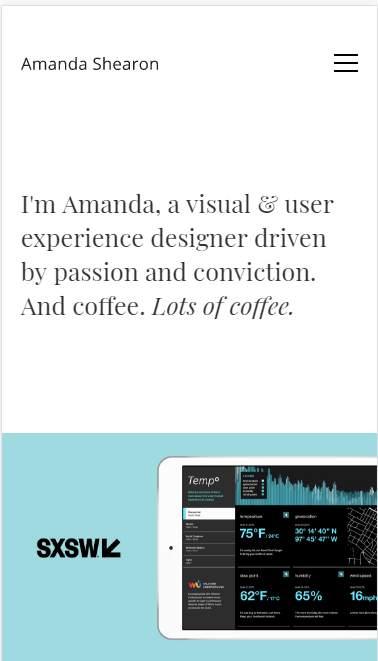 Amanda Shearon
I'm Amanda, a visual & user
experience designer driven
by passion and conviction.
And coffee. Lots of coffee.
SXSW
Tempº
temperature
75°F / 24°C
geolocation
30° 14' 40" N
97° 45' 47" W
dew point
62°F / 17°C
humidity
65%
wind speed
16mph